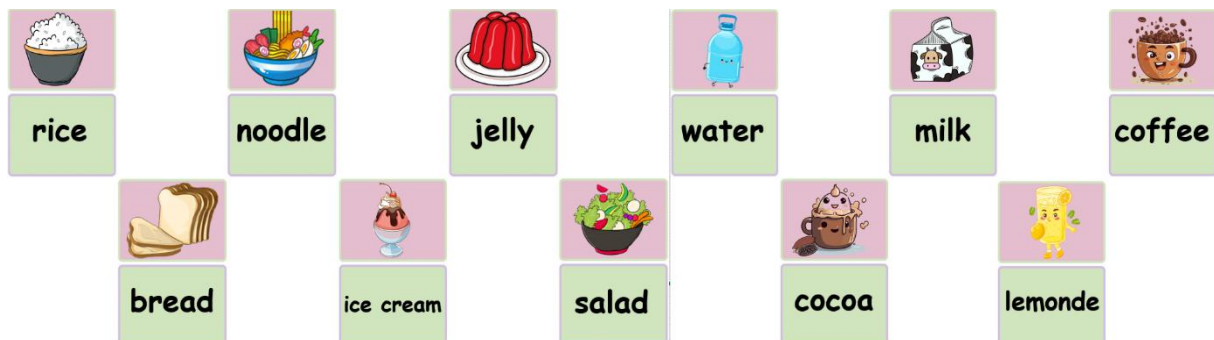 rice
noodle
jelly
water
milk
coffee
bread
ice cream
salad
cocoa
lemonde